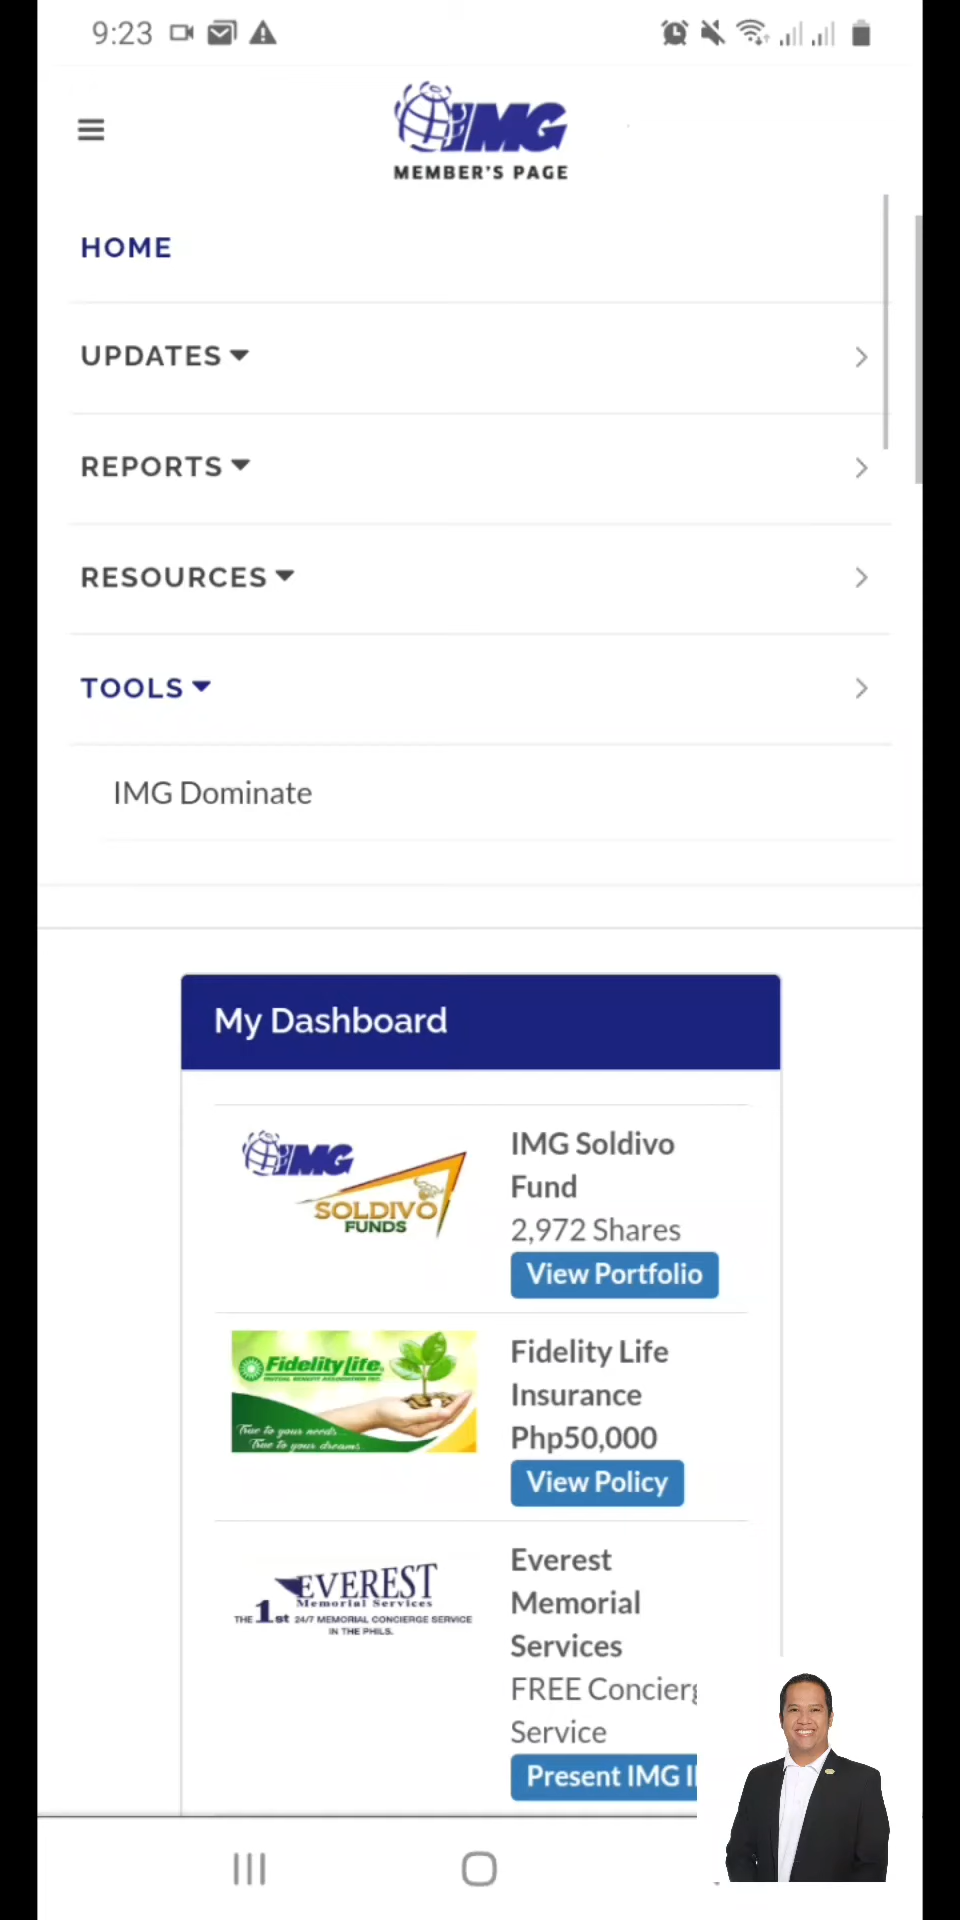 9:23
IMG
MEMBER'S PAGE
HOME
UPDATES
REPORTS
RESOURCES
TOOLS
IMG Dominate
My Dashboard
IMG
SOLDIVO
FUNDS
IMG Soldivo
Fund
2,972 Shares
View Portfolio
Fidelity Life
MUTUAL BENEFIT ASSOCIATION INC.
True to your needs...
True to your dreams
Fidelity Life
Insurance
Php50,000
View Policy
EVEREST
Memorial Services
THE 1st 24/7 MEMORIAL CONCIERGE SERVICE
IN THE PHILS.
Everest
Memorial
Services
FREE Concierg
Service
Present IMG I